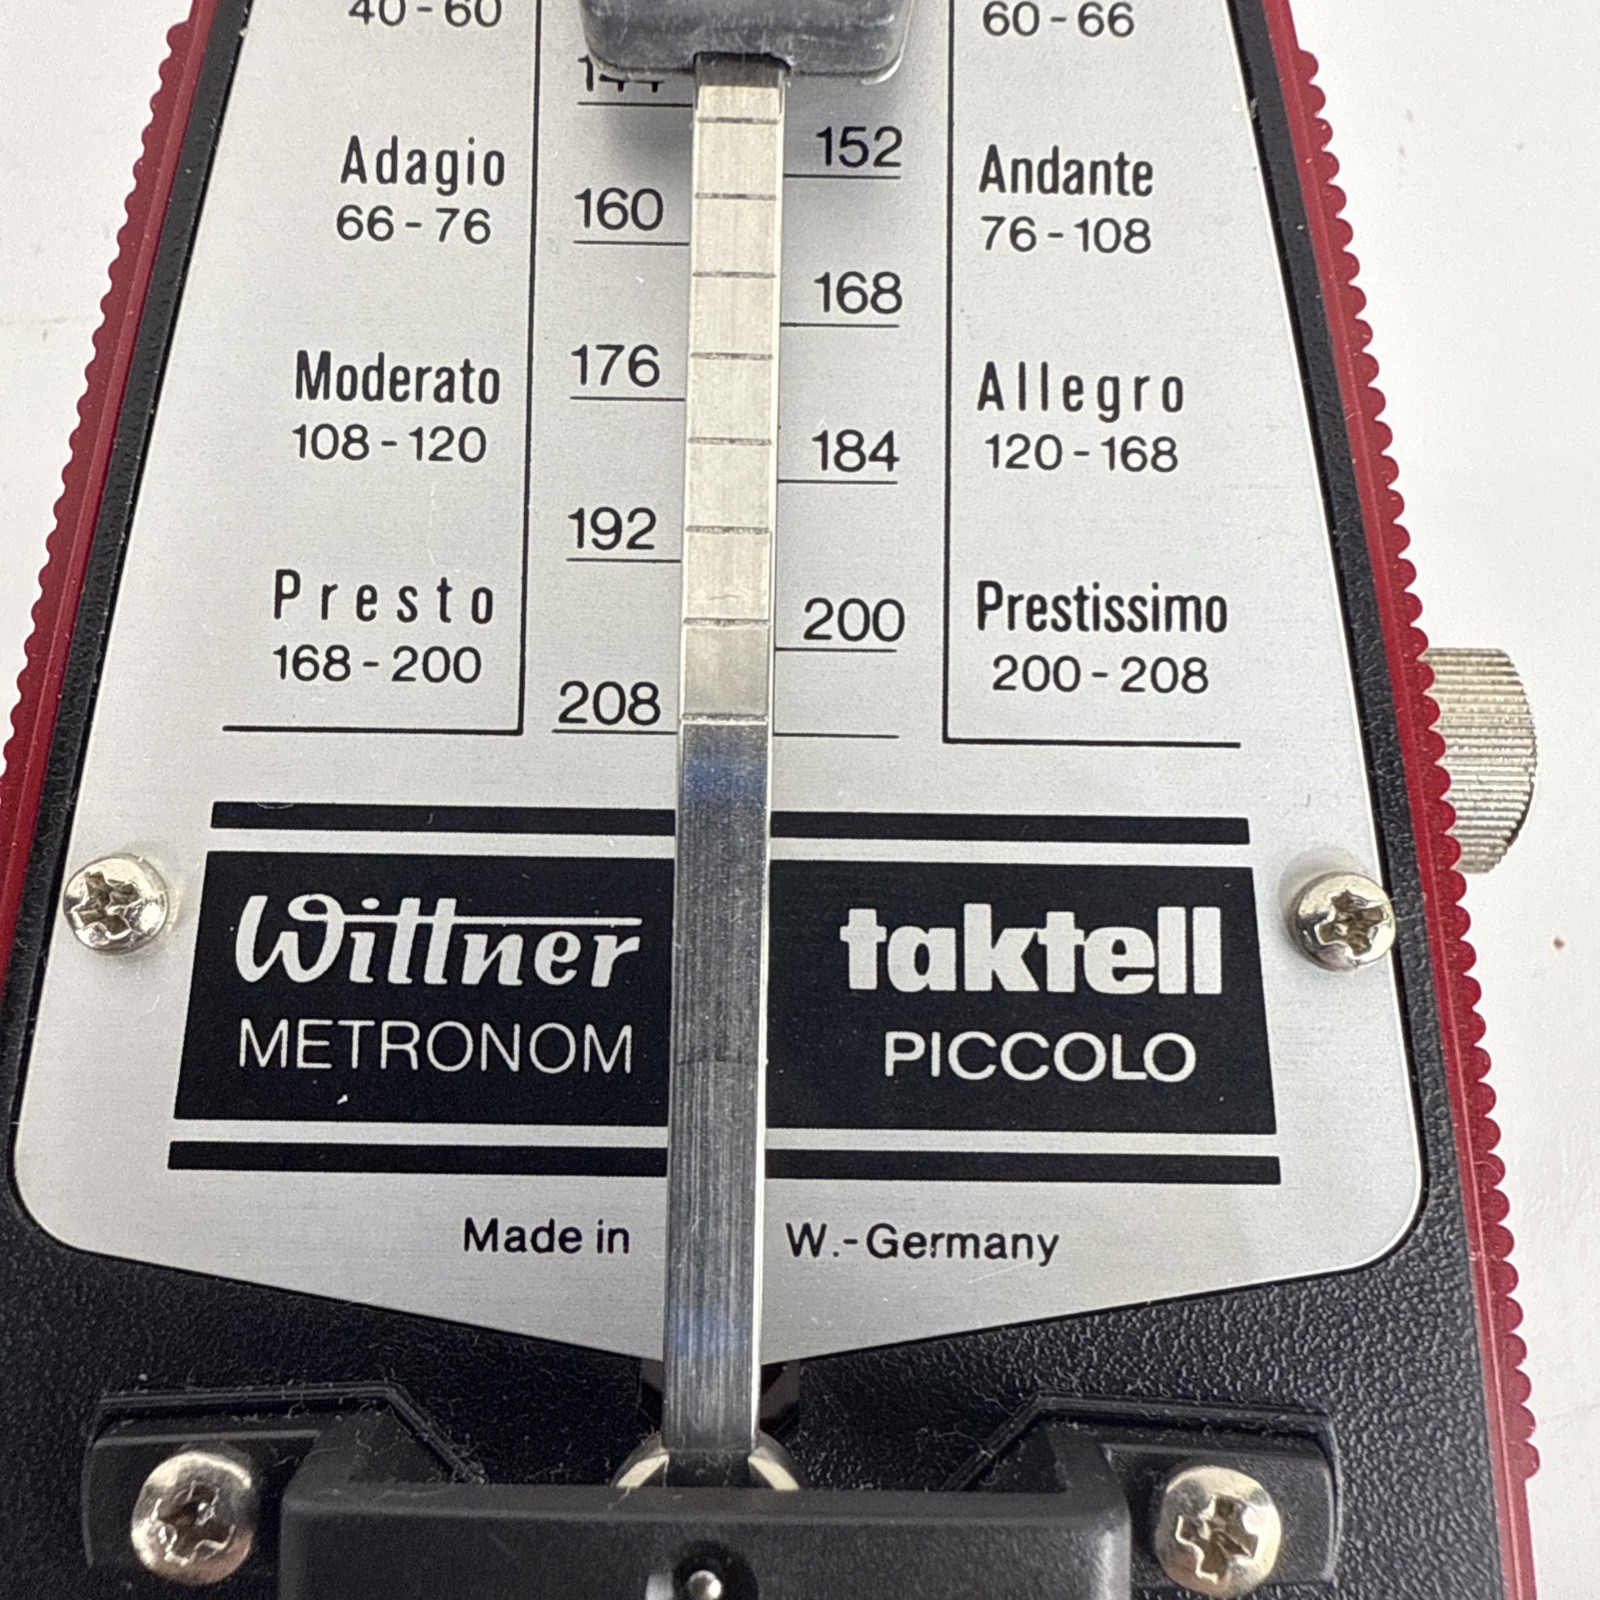 40-60
60-66
144
152
Adagio
66-76
Andante
76-108
160
168
Moderato
108-120
176
Allegro
120-168
184
192
Presto
168-200
200
Prestissimo
200-208
208
Wittner
METRONOM
taktell
PICCOLO
Made in W.-Germany